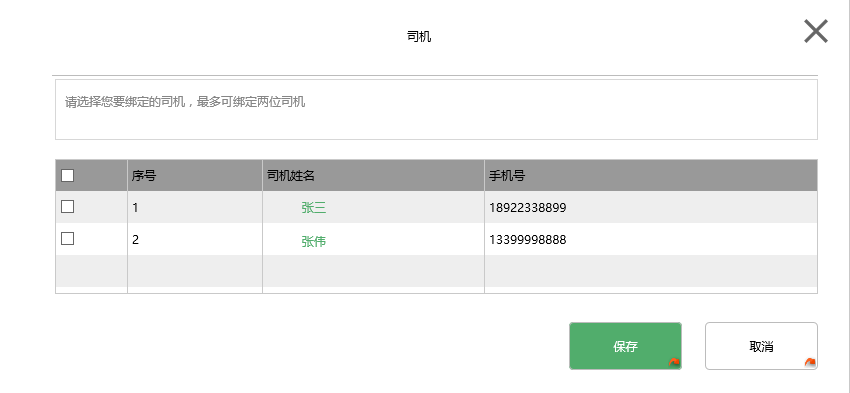 司机
请选择您要绑定的司机，最多可绑定两位司机
序号 司机姓名 手机号
1 张三 18922338899
2 张伟 13399998888
保存 取消